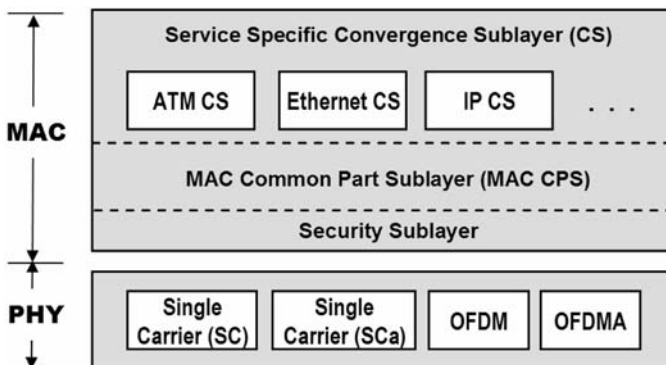 Service Specific Convergence Sublayer (CS)
ATM CS
Ethernet CS
IP CS
. . .
MAC
MAC Common Part Sublayer (MAC CPS)
Security Sublayer
PHY
Single
Carrier (SC)
Single
Carrier (SCa)
OFDM
OFDMA